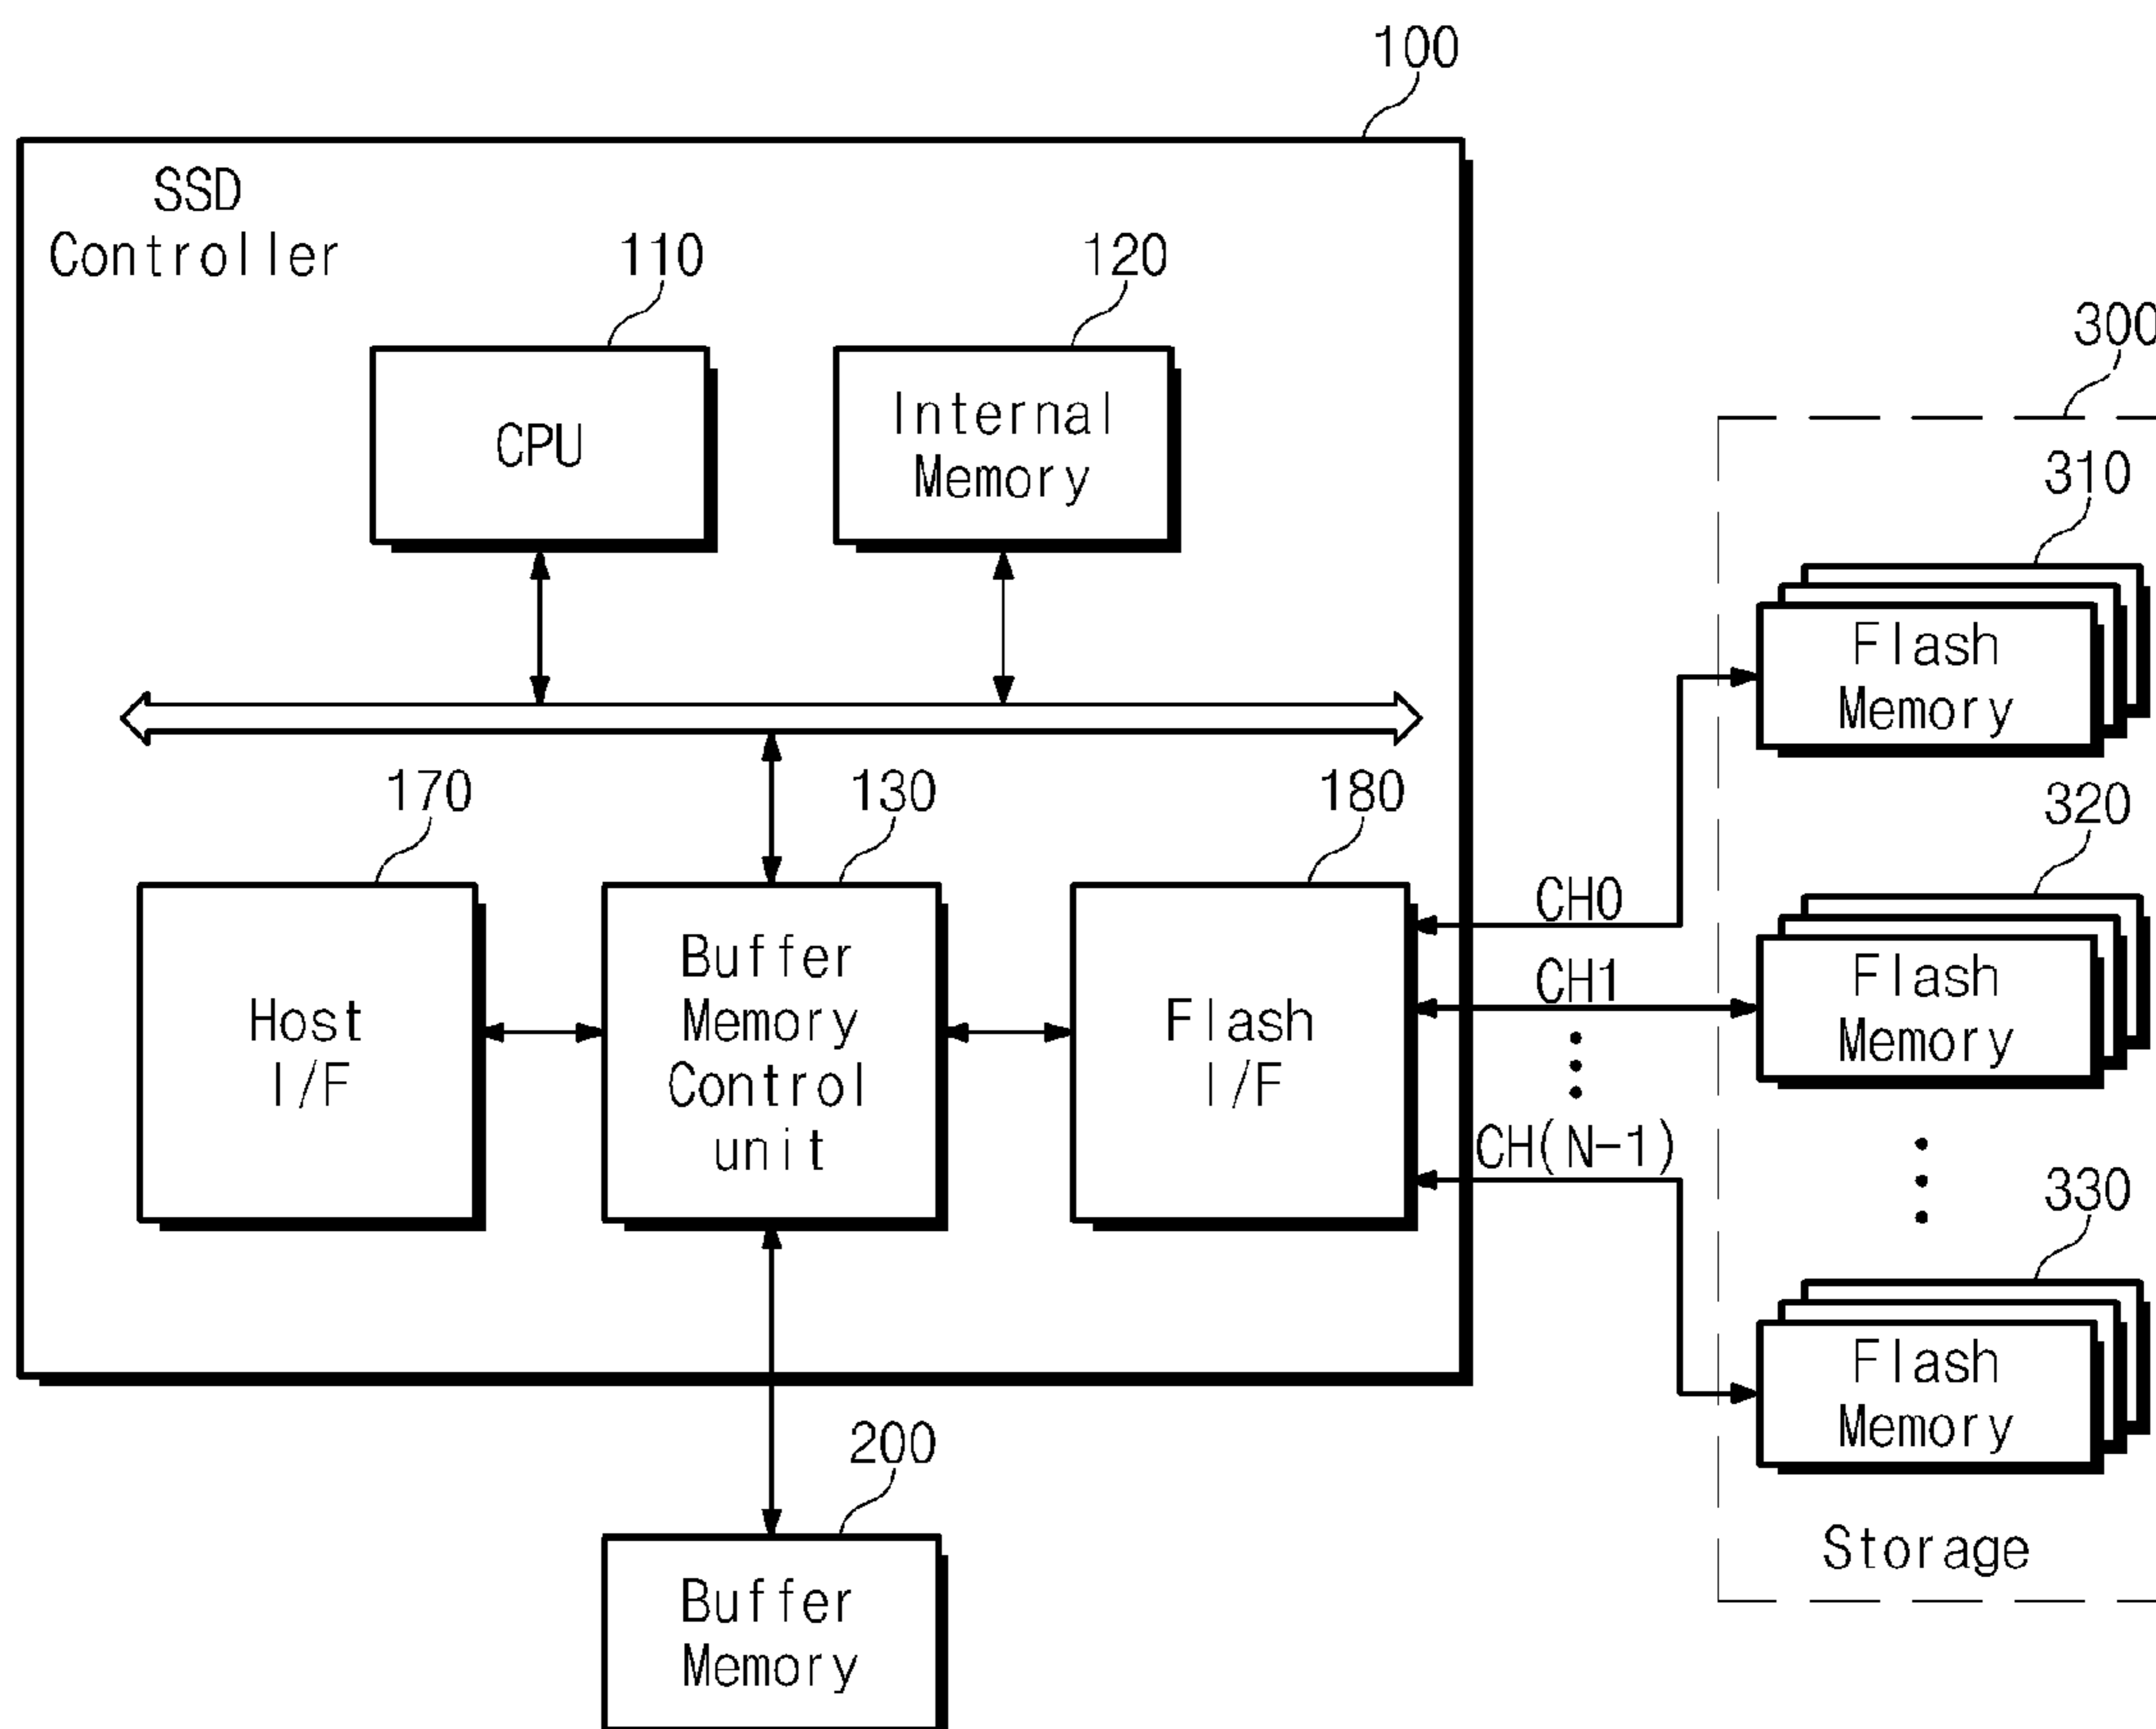 100
SSD
Controller
110
120
CPU
Internal
Memory
300
310
Flash
Memory
170
130
180
320
Host
I/F
Buffer
Memory
Control
unit
Flash
I/F
CH0
CH1
CH(N-1)
Flash
Memory
330
Flash
Memory
Storage
200
Buffer
Memory